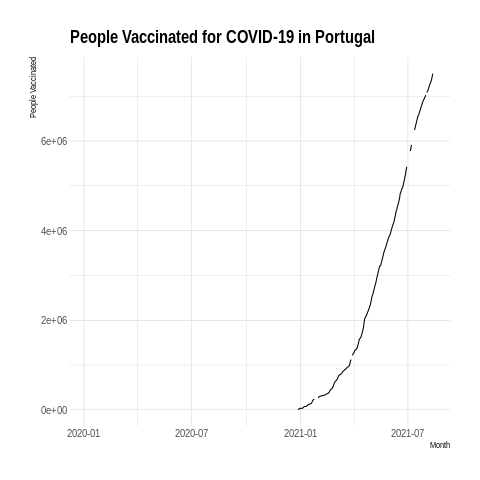 People Vaccinated for COVID-19 in Portugal
People Vaccinated
6e+06
4e+06
2e+06
0e+00
2020-01 2020-07 2021-01 2021-07
Month